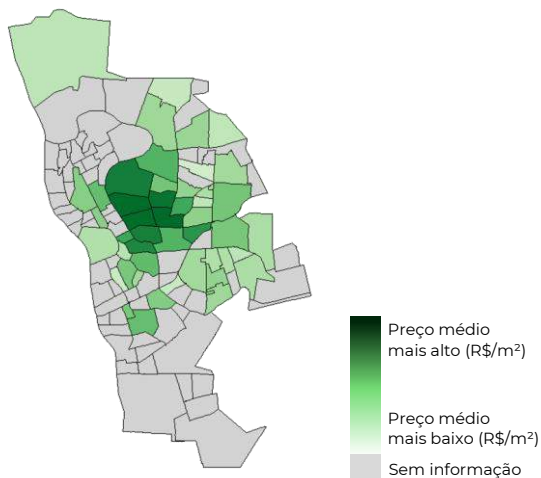 Preço médio
mais alto (R$/m²)
Preço médio
mais baixo (R$/m²)
Sem informação